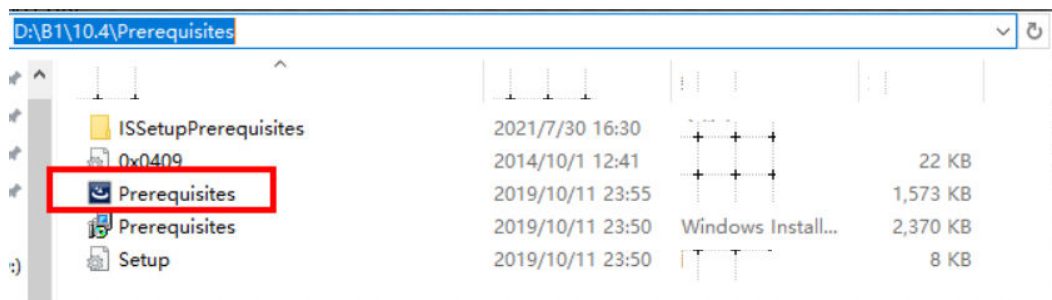 D:\B1\10.4\Prerequisites
ISSetupPrerequisites 2021/7/30 16:30
0x0409 2014/10/1 12:41 22 KB
Prerequisites 2019/10/11 23:55 1,573 KB
Prerequisites 2019/10/11 23:50 Windows Install... 2,370 KB
:) Setup 2019/10/11 23:50 8 KB